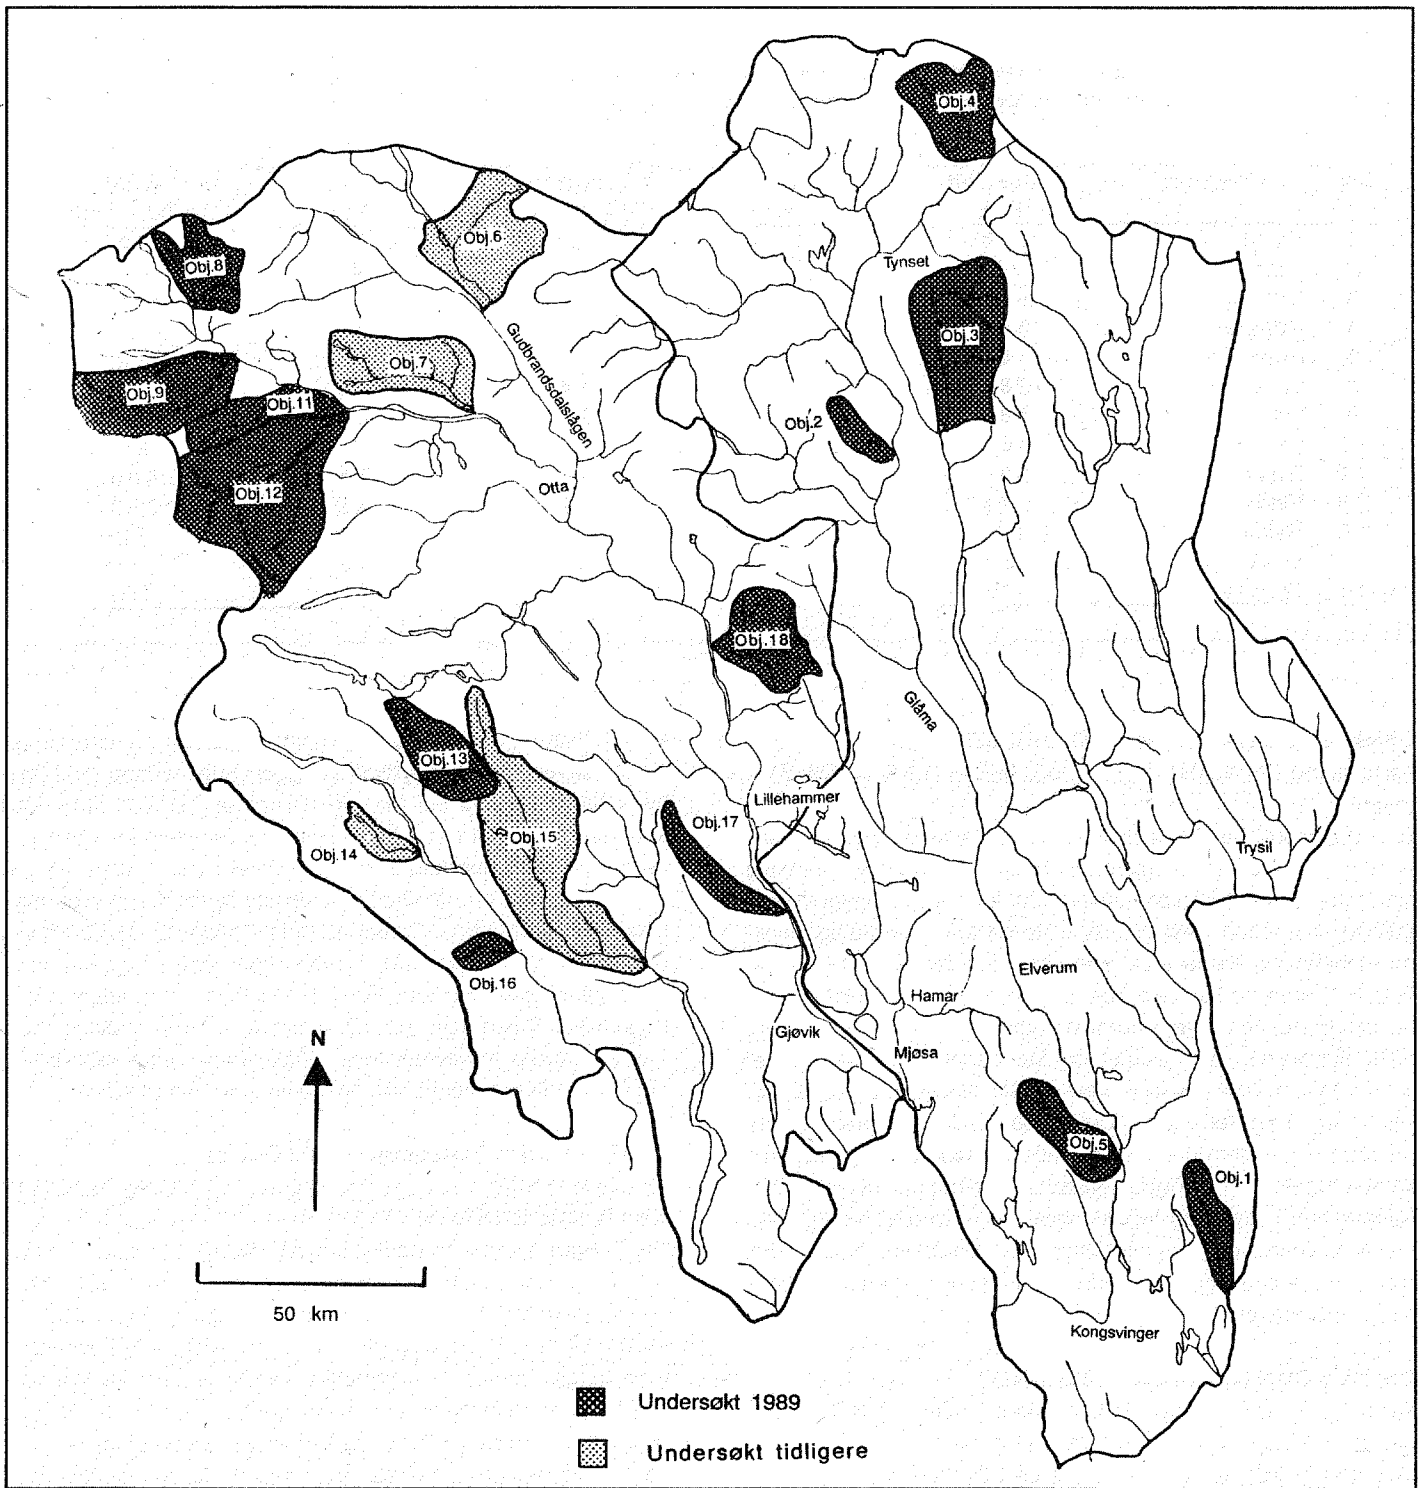 Obj.4
Obj.6
Obj.8
Tynset
Obj.3
Gudbrandsdalslågen
Obj.7
Obj.9
Obj.11
Obj.2
Otta
Obj.12
Obj.18
Glåma
Obj.13
Lillehammer
Obj.17
Obj.15
Obj.14
Trysil
Elverum
Obj.16
Hamar
Gjøvik
Mjøsa
N
Obj.5
Obj.1
50 km
Kongsvinger
Undersøkt 1989
Undersøkt tidligere